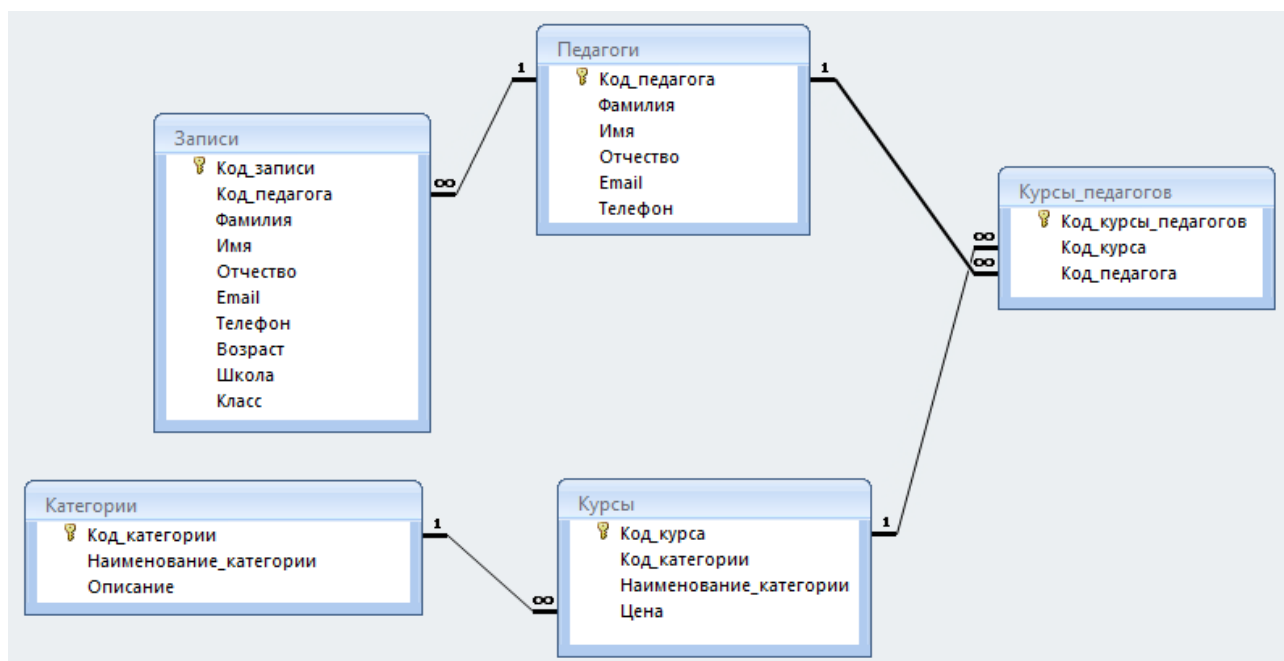 Педагоги
Код_педагога
Фамилия
Имя
Отчество
Email
Телефон
1
1
Записи
Код_записи
Код_педагога
Фамилия
Имя
Отчество
Email
Телефон
Возраст
Школа
Класс
∞
Курсы_педагогов
Код_курсы_педагогов
Код_курса
Код_педагога
∞
∞
Категории
Код_категории
Наименование_категории
Описание
1
Курсы
Код_курса
Код_категории
Наименование_категории
Цена
1
∞